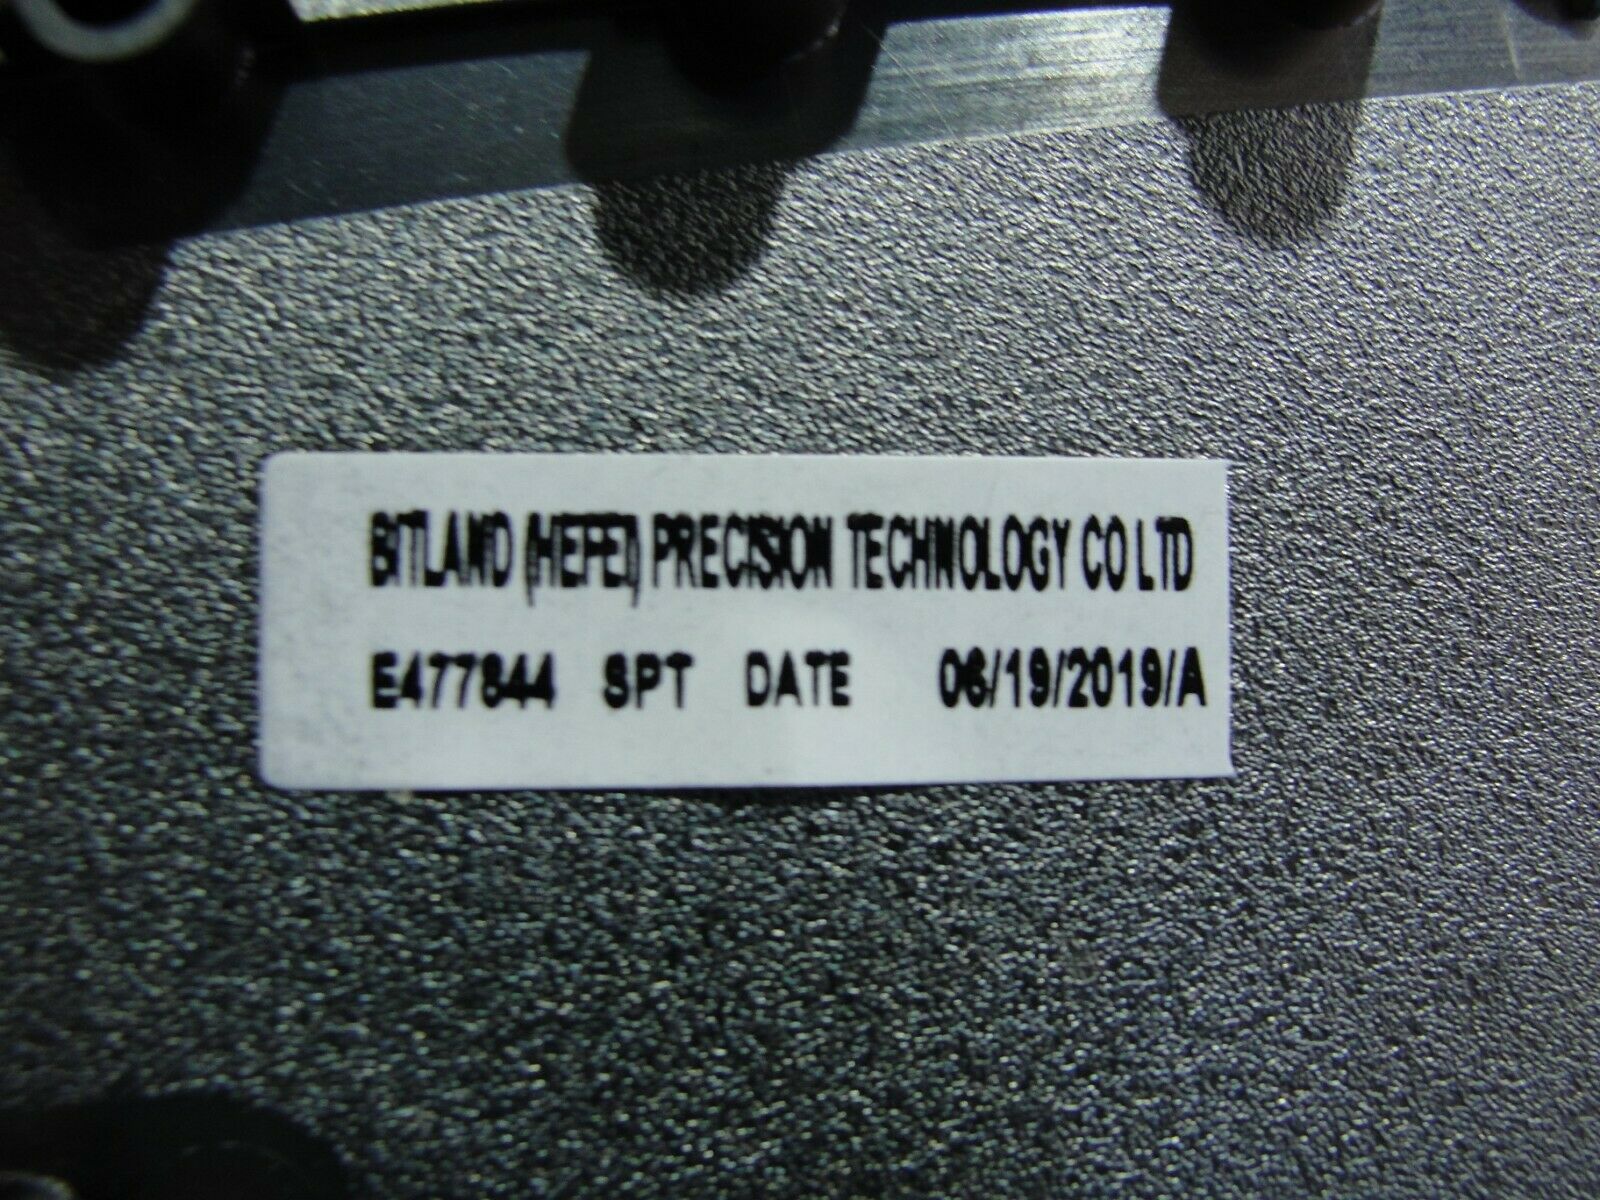 BITLAND (HEFEI) PRECISION TECHNOLOGY CO LTD
E477844 SPT DATE 06/19/2019/A